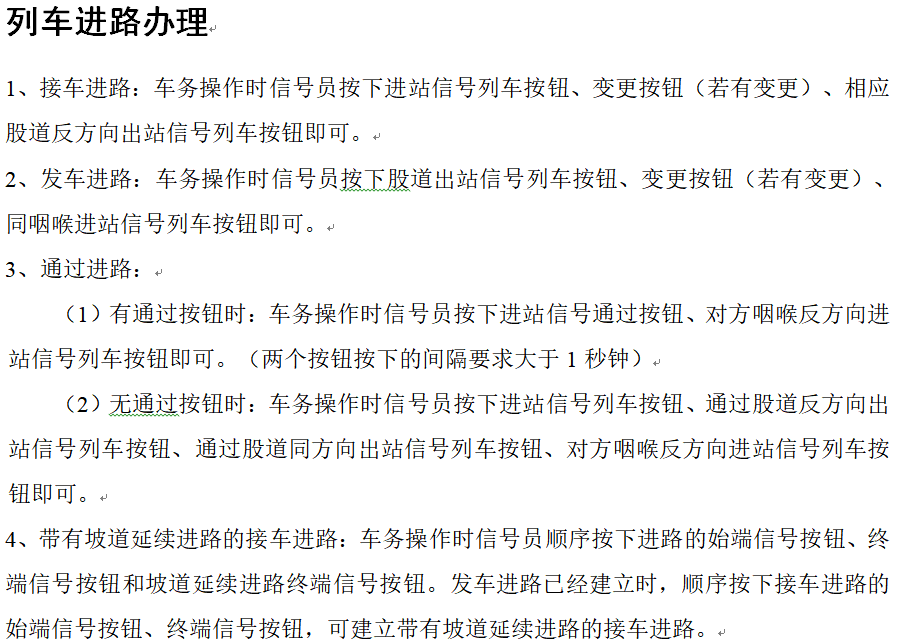 列车进路办理
1、接车进路：车务操作时信号员按下进站信号列车按钮、变更按钮（若有变更）、相应
股道反方向出站信号列车按钮即可。
2、发车进路：车务操作时信号员按下股道出站信号列车按钮、变更按钮（若有变更）、
同咽喉进站信号列车按钮即可。
3、通过进路：
（1）有通过按钮时：车务操作时信号员按下进站信号通过按钮、对方咽喉反方向进
站信号列车按钮即可。（两个按钮按下的间隔要求大于 1 秒钟）
（2）无通过按钮时：车务操作时信号员按下进站信号列车按钮、通过股道反方向出
站信号列车按钮、通过股道同方向出站信号列车按钮、对方咽喉反方向进站信号列车按
钮即可。
4、带有坡道延续进路的接车进路：车务操作时信号员顺序按下进路的始端信号按钮、终
端信号按钮和坡道延续进路终端信号按钮。发车进路已经建立时，顺序按下接车进路的
始端信号按钮、终端信号按钮，可建立带有坡道延续进路的接车进路。